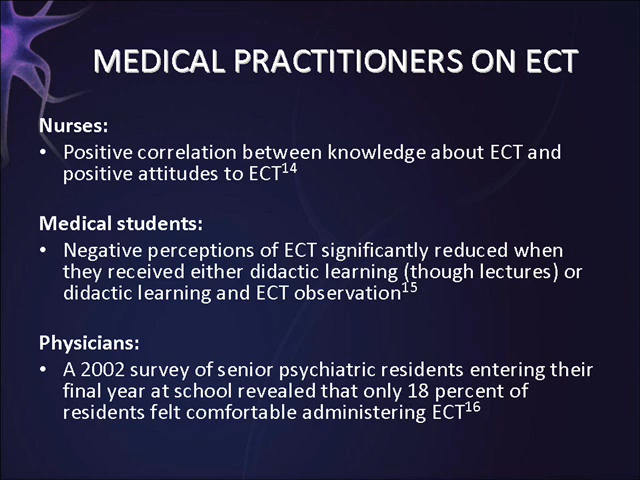 MEDICAL PRACTITIONERS ON ECT
Nurses:
• Positive correlation between knowledge about ECT and
positive attitudes to ECT14
Medical students:
• Negative perceptions of ECT significantly reduced when
they received either didactic learning (though lectures) or
didactic learning and ECT observation15
Physicians:
• A 2002 survey of senior psychiatric residents entering their
final year at school revealed that only 18 percent of
residents felt comfortable administering ECT16